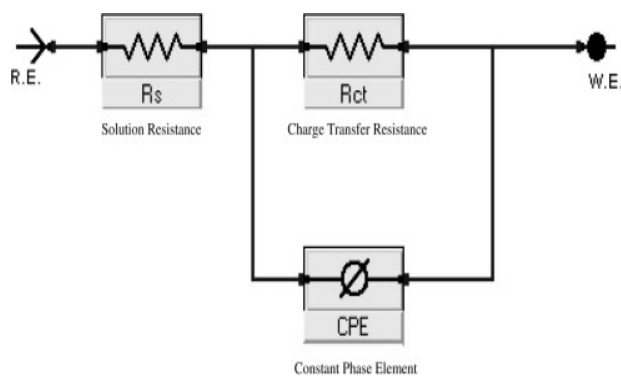 R.E.
Rs
Rct
W.E.
Solution Resistance
Charge Transfer Resistance
CPE
Constant Phase Element